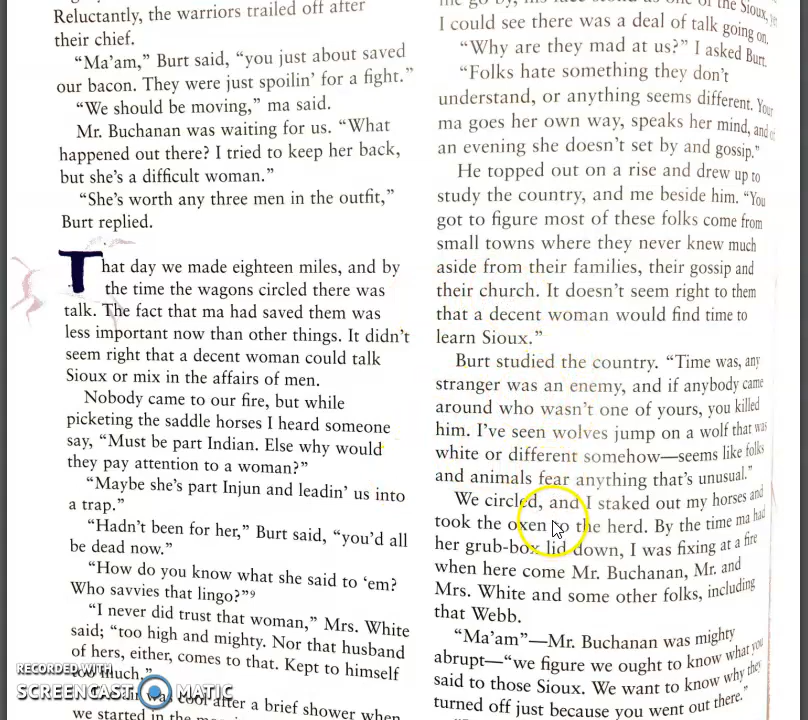 Reluctantly, the warriors trailed off after
their chief.
"Ma'am," Burt said, "you just about saved
our bacon. They were just spoilin' for a fight."
"We should be moving," ma said.
Mr. Buchanan was waiting for us. "What
happened out there? I tried to keep her back,
but she's a difficult woman."
"She's worth any three men in the outfit,"
Burt replied.
That day we made eighteen miles, and by
the time the wagons circled there was
talk. The fact that ma had saved them was
less important now than other things. It didn't
seem right that a decent woman could talk
Sioux or mix in the affairs of men.
Nobody came to our fire, but while
picketing the saddle horses I heard someone
say, "Must be part Indian. Else why would
they pay attention to a woman?"
"Maybe she's part Injun and leadin' us into
a trap."
"Hadn't been for her," Burt said, "you'd all
be dead now."
"How do you know what she said to 'em?
Who savvies that lingo?"⁹
"I never did trust that woman," Mrs. White
said; "too high and mighty. Nor that husband
of hers, either, comes to that. Kept to himself
too much."
cool after a brief shower when
we started in the
of the Sioux,
I could see there was a deal of talk going on.
"Why are they mad at us?" I asked Burt.
"Folks hate something they don't
understand, or anything seems different. Your
ma goes her own way, speaks her mind, and of
an evening she doesn't set by and gossip."
He topped out on a rise and drew up to
study the country, and me beside him. "You
got to figure most of these folks come from
small towns where they never knew much
aside from their families, their gossip and
their church. It doesn't seem right to them
that a decent woman would find time to
learn Sioux."
Burt studied the country. "Time was, any
stranger was an enemy, and if anybody came
around who wasn't one of yours, you killed
him. I've seen wolves jump on a wolf that was
white or different somehow—seems like folks
and animals fear anything that's unusual."
We circled, and I staked out my horses and
took the oxen to the herd. By the time ma had
her grub-box lid down, I was fixing at a fire
when here come Mr. Buchanan, Mr. and
Mrs. White and some other folks, including
that Webb.
"Ma'am"—Mr. Buchanan was mighty
abrupt—"we figure we ought to know what you
said to those Sioux. We want to know why they
turned off just because you went out there."
RECORDED WITH
SCREENCAST MATIC